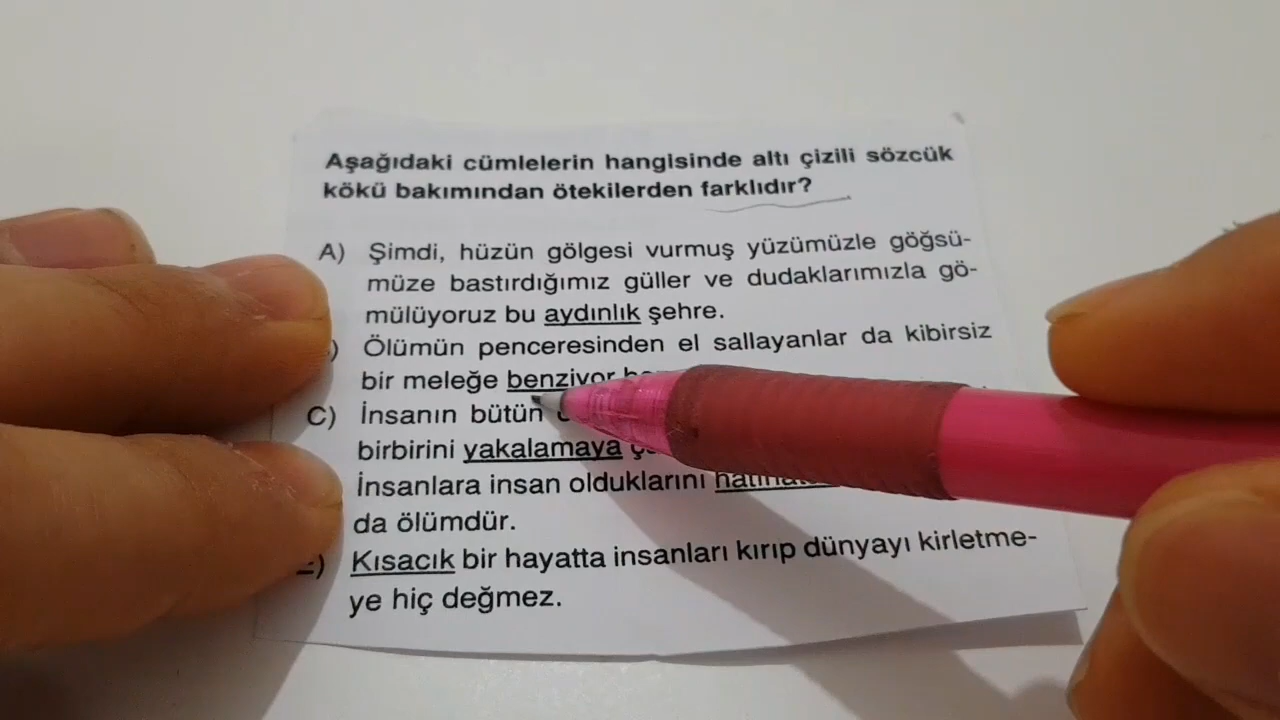 Aşağıdaki cümlelerin hangisinde altı çizili sözcük
kökü bakımından ötekilerden farklıdır?
A) Şimdi, hüzün gölgesi vurmuş yüzümüzle göğsü-
müze bastırdığımız güller ve dudaklarımızla gö-
mülüyoruz bu aydınlık şehre.
) Ölümün penceresinden el sallayanlar da kibirsiz
bir meleğe benziyor
C) İnsanın bütün
birbirini yakalamaya
İnsanlara insan olduklarını
da ölümdür.
E) Kısacık bir hayatta insanları kırıp dünyayı kirletme-
ye hiç değmez.